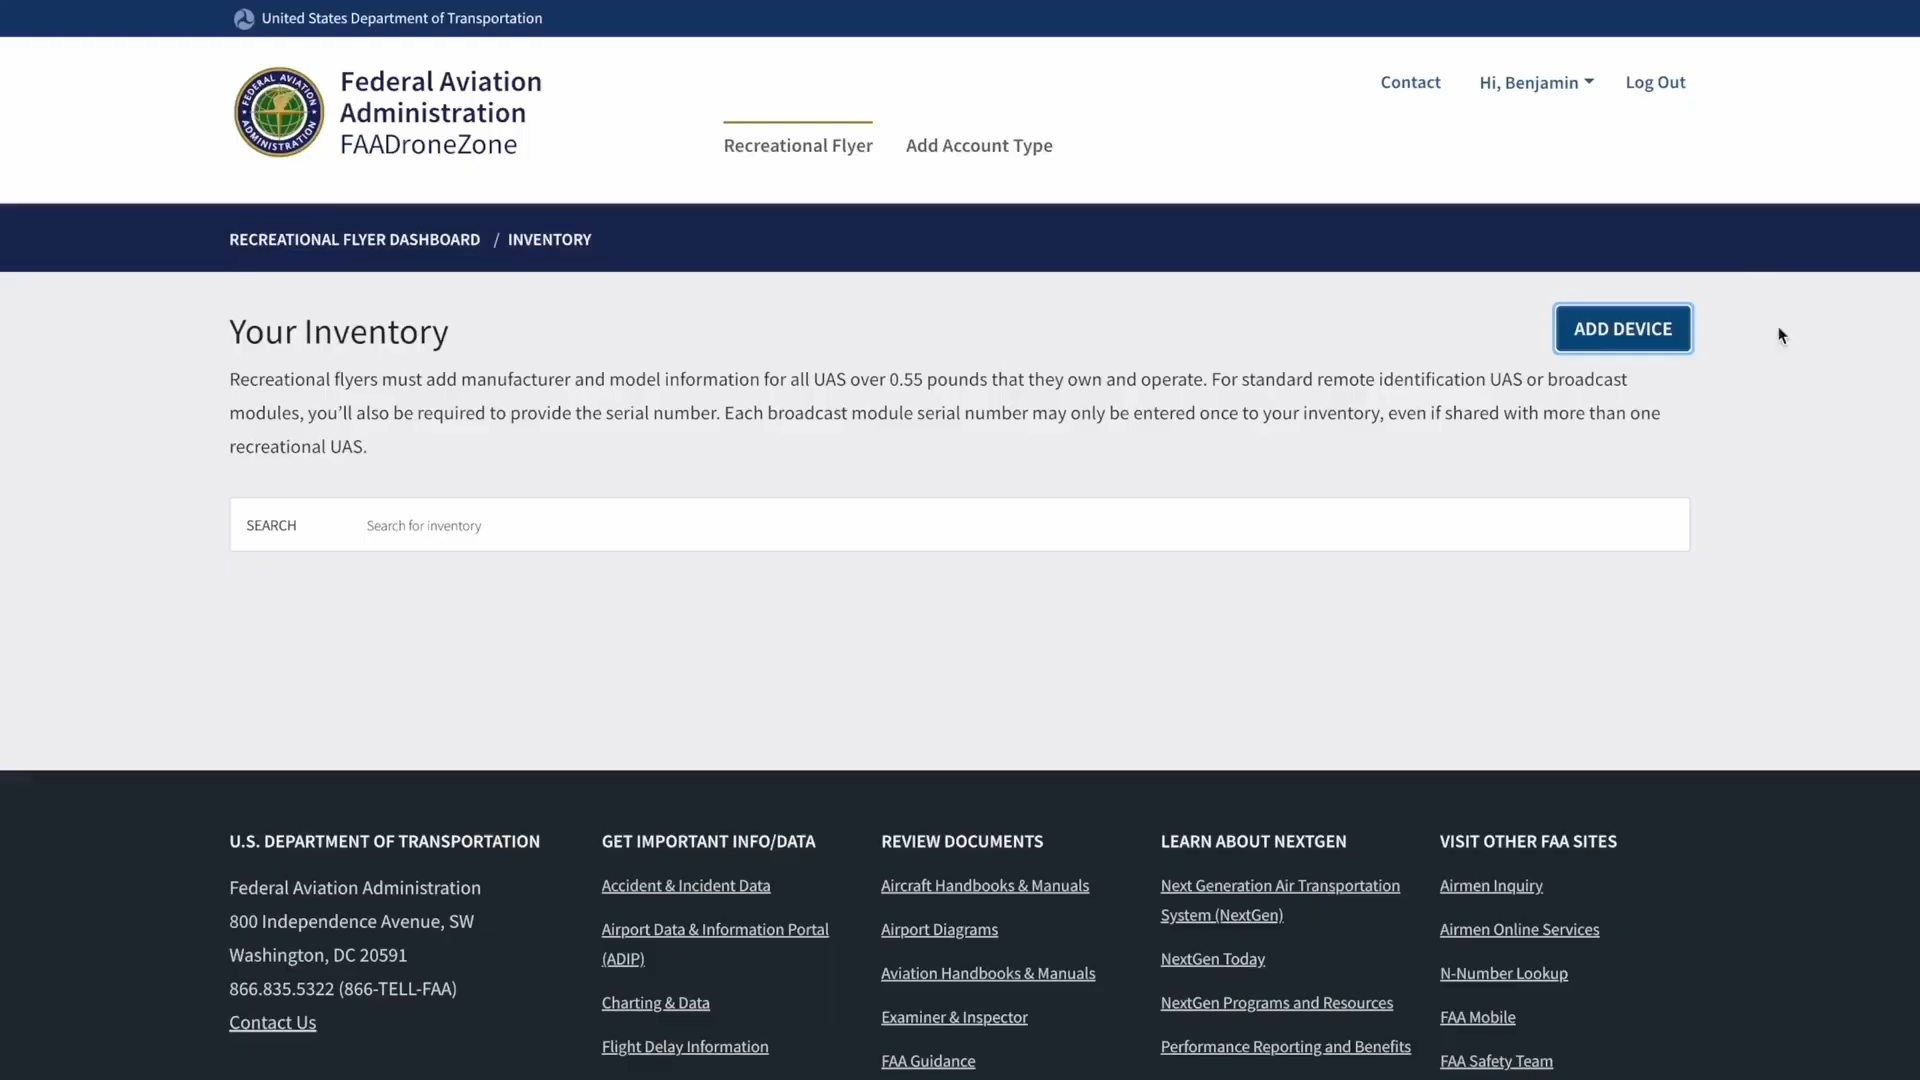 United States Department of Transportation
FEDERAL AVIATION ADMINISTRATION
Federal Aviation
Administration
FAADroneZone
Recreational Flyer
Add Account Type
Contact
Hi, Benjamin
Log Out
RECREATIONAL FLYER DASHBOARD / INVENTORY
Your Inventory
ADD DEVICE
Recreational flyers must add manufacturer and model information for all UAS over 0.55 pounds that they own and operate. For standard remote identification UAS or broadcast
modules, you’ll also be required to provide the serial number. Each broadcast module serial number may only be entered once to your inventory, even if shared with more than one
recreational UAS.
SEARCH
Search for inventory
U.S. DEPARTMENT OF TRANSPORTATION
Federal Aviation Administration
800 Independence Avenue, SW
Washington, DC 20591
866.835.5322 (866-TELL-FAA)
Contact Us
GET IMPORTANT INFO/DATA
Accident & Incident Data
Airport Data & Information Portal
(ADIP)
Charting & Data
Flight Delay Information
REVIEW DOCUMENTS
Aircraft Handbooks & Manuals
Airport Diagrams
Aviation Handbooks & Manuals
Examiner & Inspector
FAA Guidance
LEARN ABOUT NEXTGEN
Next Generation Air Transportation
System (NextGen)
NextGen Today
NextGen Programs and Resources
Performance Reporting and Benefits
VISIT OTHER FAA SITES
Airmen Inquiry
Airmen Online Services
N-Number Lookup
FAA Mobile
FAA Safety Team